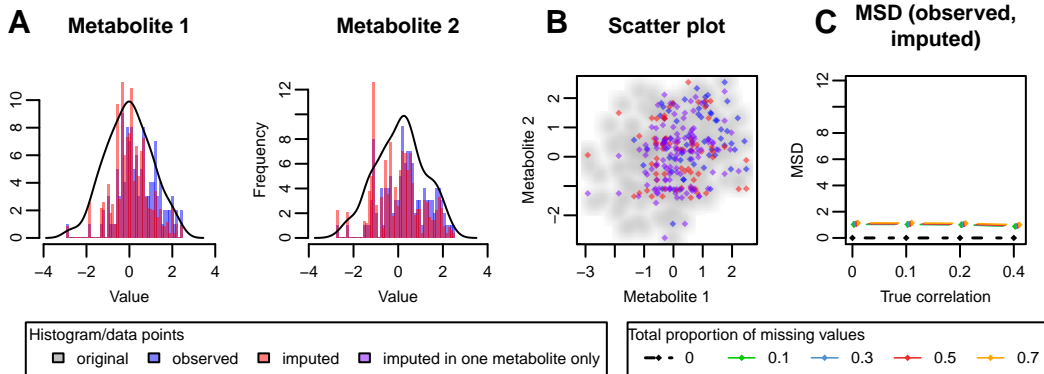 A
Metabolite 1
0 2 4 6 8 10
−4 −2 0 2 4
Value
Metabolite 2
Frequency
0 2 4 6 8 12
−4 −2 0 2 4
Value
B
Scatter plot
Metabolite 2
−2 0 1 2
−3 −1 0 1 2
Metabolite 1
C
MSD (observed,
imputed)
MSD
0 2 4 6 8 12
0 0.1 0.2 0.4
True correlation
Histogram/data points
original observed imputed imputed in one metabolite only
Total proportion of missing values
0 0.1 0.3 0.5 0.7